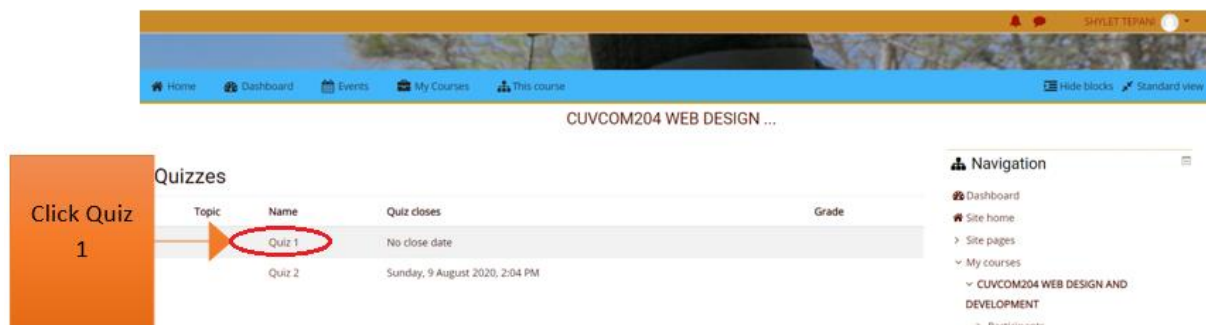 SHYLET TEPANI
Home Dashboard Events My Courses This course Hide blocks Standard view
CUVCOM204 WEB DESIGN ...
Quizzes
Topic Name Quiz closes Grade
Quiz 1 No close date
Quiz 2 Sunday, 9 August 2020, 2:04 PM
Click Quiz
1
Navigation
Dashboard
Site home
Site pages
My courses
CUVCOM204 WEB DESIGN AND
DEVELOPMENT